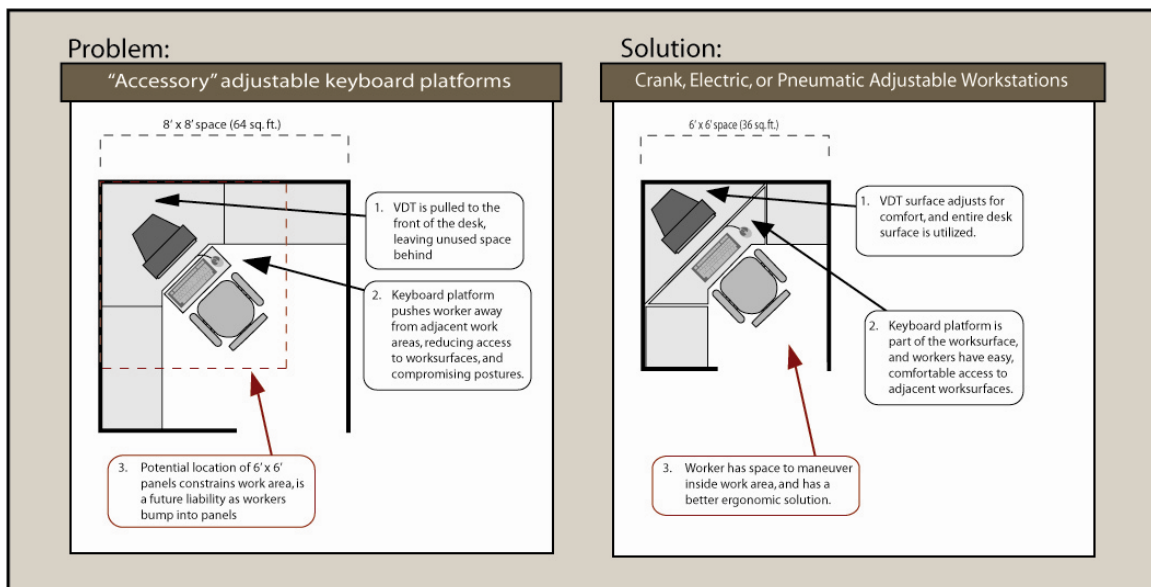 Problem:
“Accessory” adjustable keyboard platforms
8’ x 8’ space (64 sq. ft.)
1. VDT is pulled to the
front of the desk,
leaving unused space
behind
2. Keyboard platform
pushes worker away
from adjacent work
areas, reducing access
to worksurfaces, and
compromising postures.
3. Potential location of 6’ x 6’
panels constrains work area, is
a future liability as workers
bump into panels
Solution:
Crank, Electric, or Pneumatic Adjustable Workstations
6’ x 6’ space (36 sq. ft.)
1. VDT surface adjusts for
comfort, and entire desk
surface is utilized.
2. Keyboard platform is
part of the worksurface,
and workers have easy,
comfortable access to
adjacent worksurfaces.
3. Worker has space to maneuver
inside work area, and has a
better ergonomic solution.